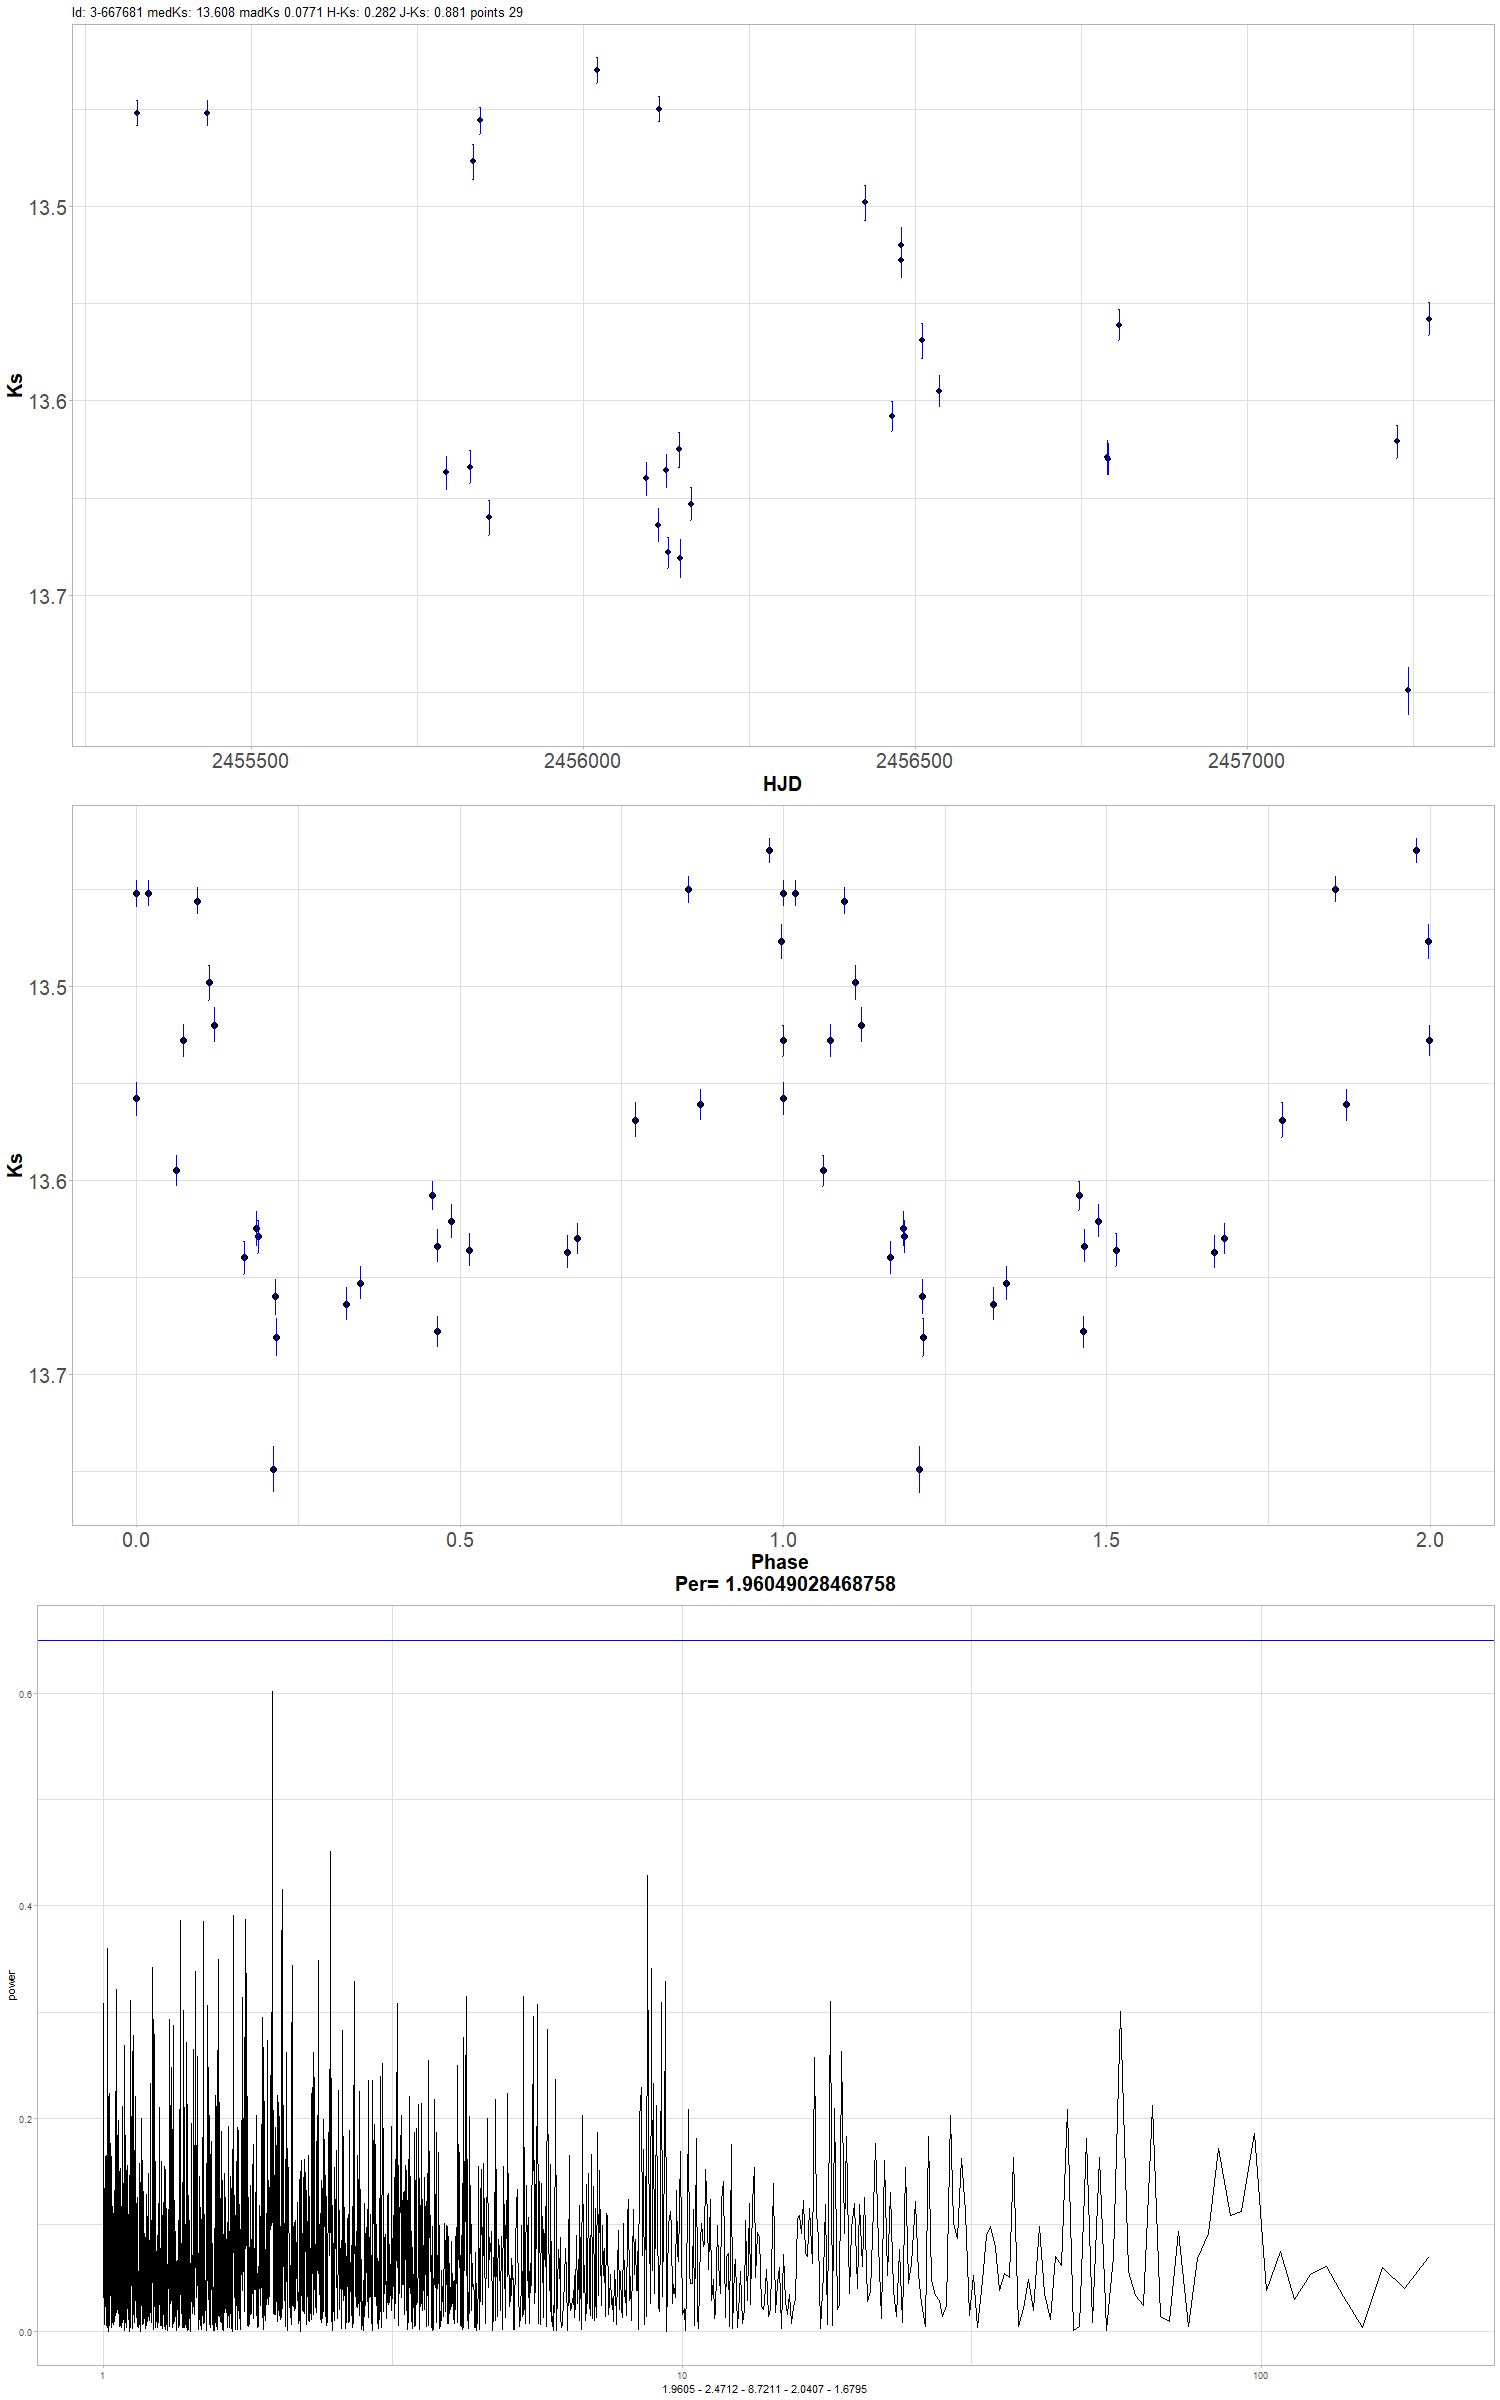 Id: 3-667681 medKs: 13.608 madKs 0.0771 H-Ks: 0.282 J-Ks: 0.881 points 29
13.5
13.6
13.7
Ks
2455500 2456000 2456500 2457000
HJD
13.5
13.6
13.7
Ks
0.0 0.5 1.0 1.5 2.0
Phase
Per= 1.96049028468758
0.6
0.4
0.2
0.0
power
1 10 100
1.9605 - 2.4712 - 8.7211 - 2.0407 - 1.6795